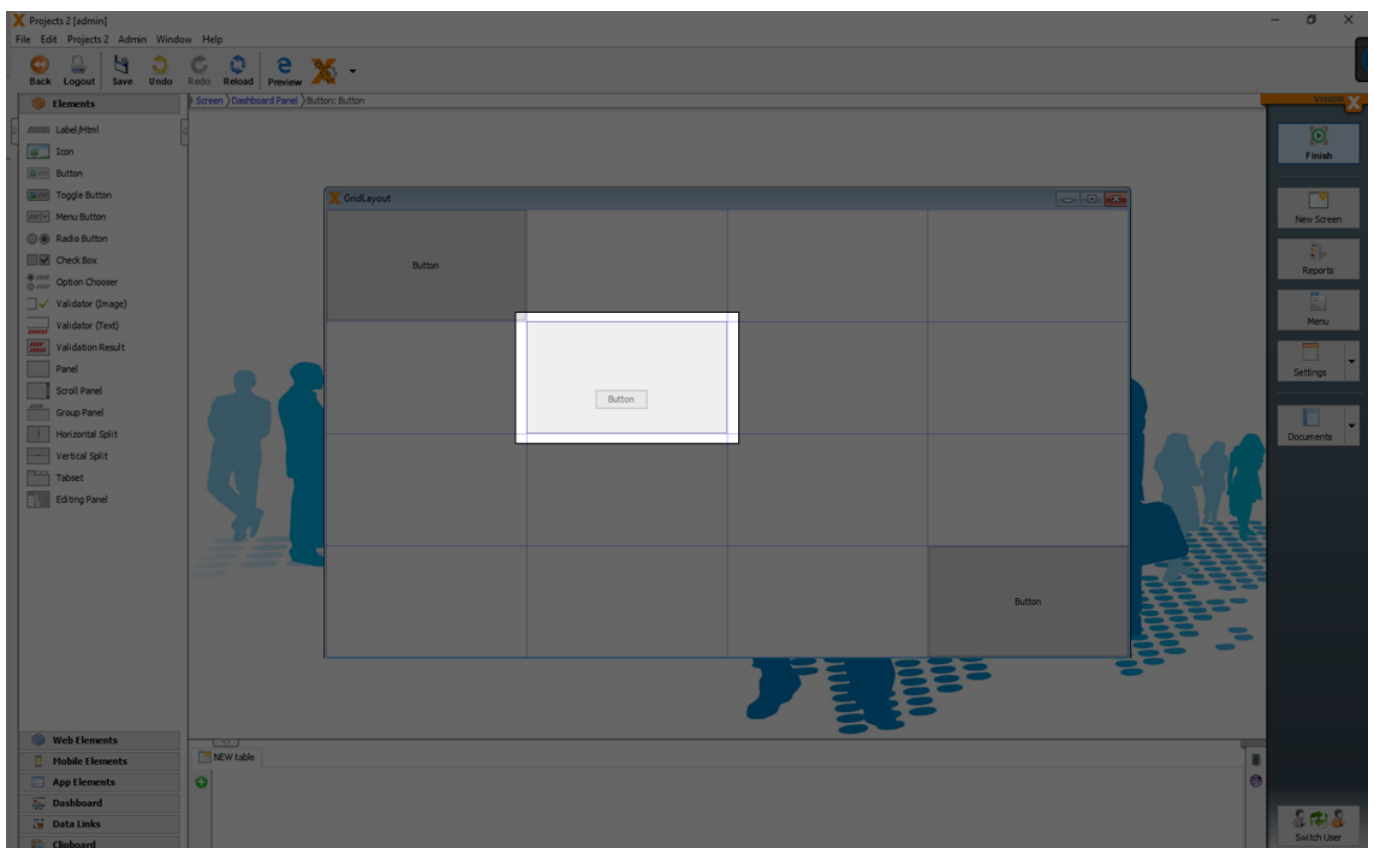 Projects 2 [admin]
File Edit Projects 2 Admin Window Help
Back Logout Save Undo Redo Reload Preview
Elements
Screen Dashboard Panel Button: Button
VISION X
Label/Html
Icon
Button
Toggle Button
Menu Button
Radio Button
Check Box
Option Chooser
Validator (Image)
Validator (Text)
Validation Result
Panel
Scroll Panel
Group Panel
Horizontal Split
Vertical Split
Tabset
Editing Panel
GridLayout
Button
Button
Button
Finish
New Screen
Reports
Menu
Settings
Documents
Web Elements
Mobile Elements
App Elements
Dashboard
Data Links
Clipboard
NEW table
Switch User